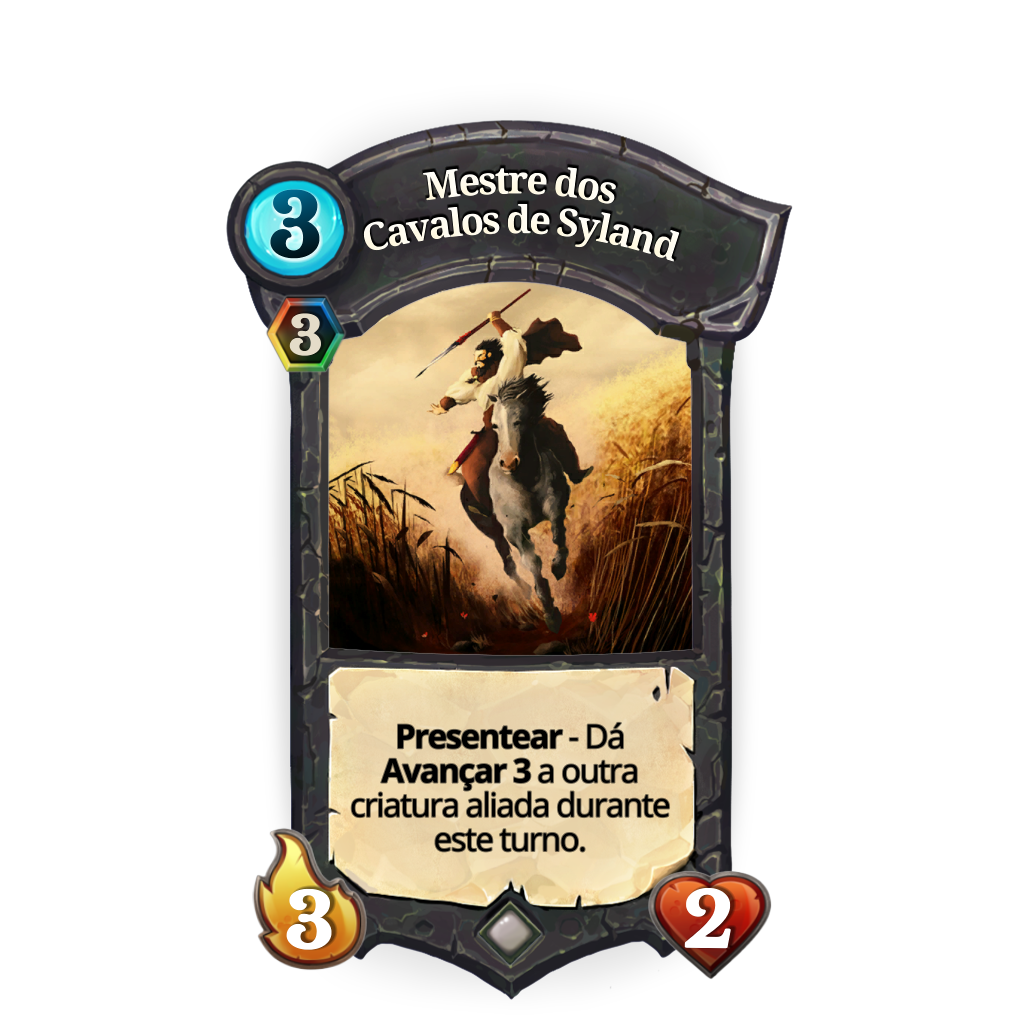 Mestre dos
Cavalos de Syland
3
3
Presentear - Dá
Avançar 3 a outra
criatura aliada durante
este turno.
3
2